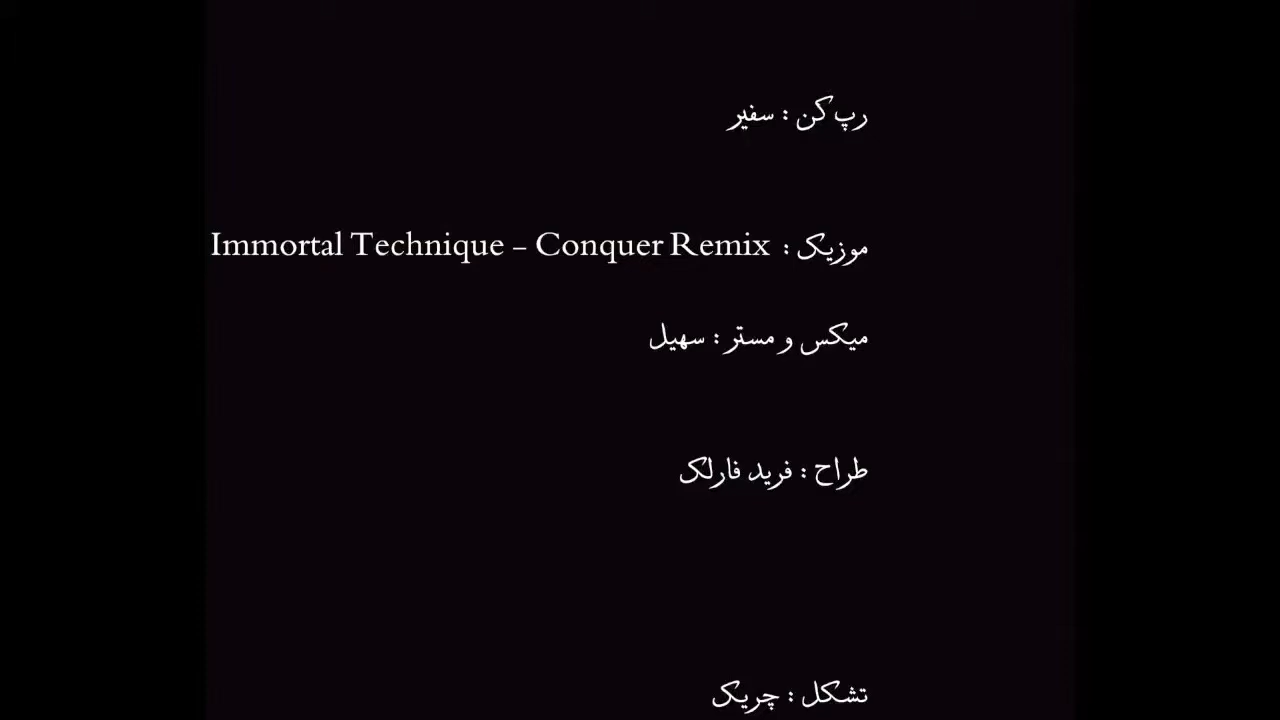 رپ‌کن : سفیر
موزیک : Immortal Technique – Conquer Remix
میکس و مستر : سهیل
طراح : فرید فارلک
تشکل : چریک